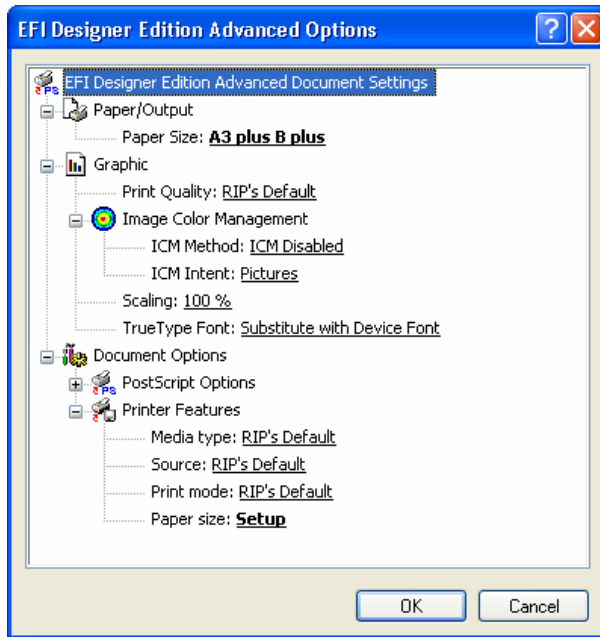 EFI Designer Edition Advanced Options
EFI Designer Edition Advanced Document Settings
Paper/Output
Paper Size: A3 plus B plus
Graphic
Print Quality: RIP's Default
Image Color Management
ICM Method: ICM Disabled
ICM Intent: Pictures
Scaling: 100 %
TrueType Font: Substitute with Device Font
Document Options
PostScript Options
Printer Features
Media type: RIP's Default
Source: RIP's Default
Print mode: RIP's Default
Paper size: Setup
OK Cancel